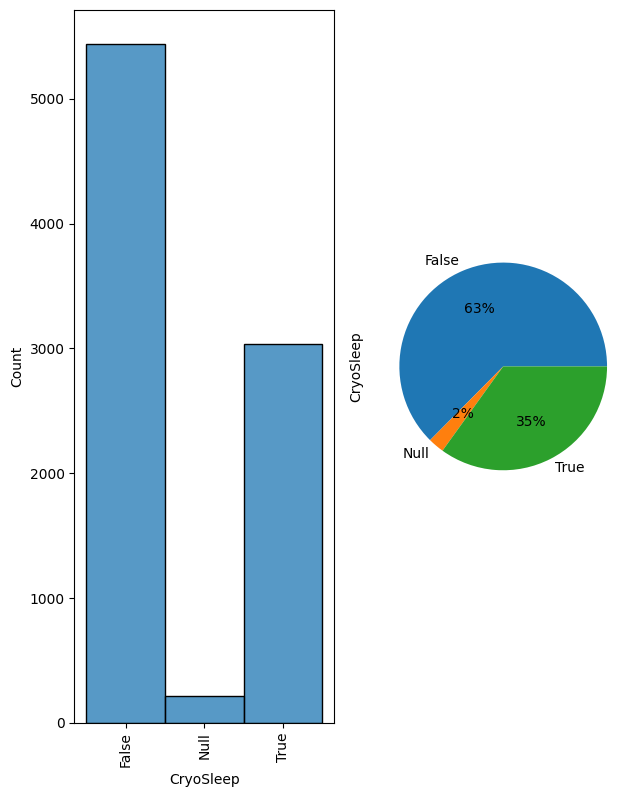 5000
4000
3000
2000
1000
0
Count
False
Null
True
CryoSleep
CryoSleep
False
63%
2%
Null
35%
True